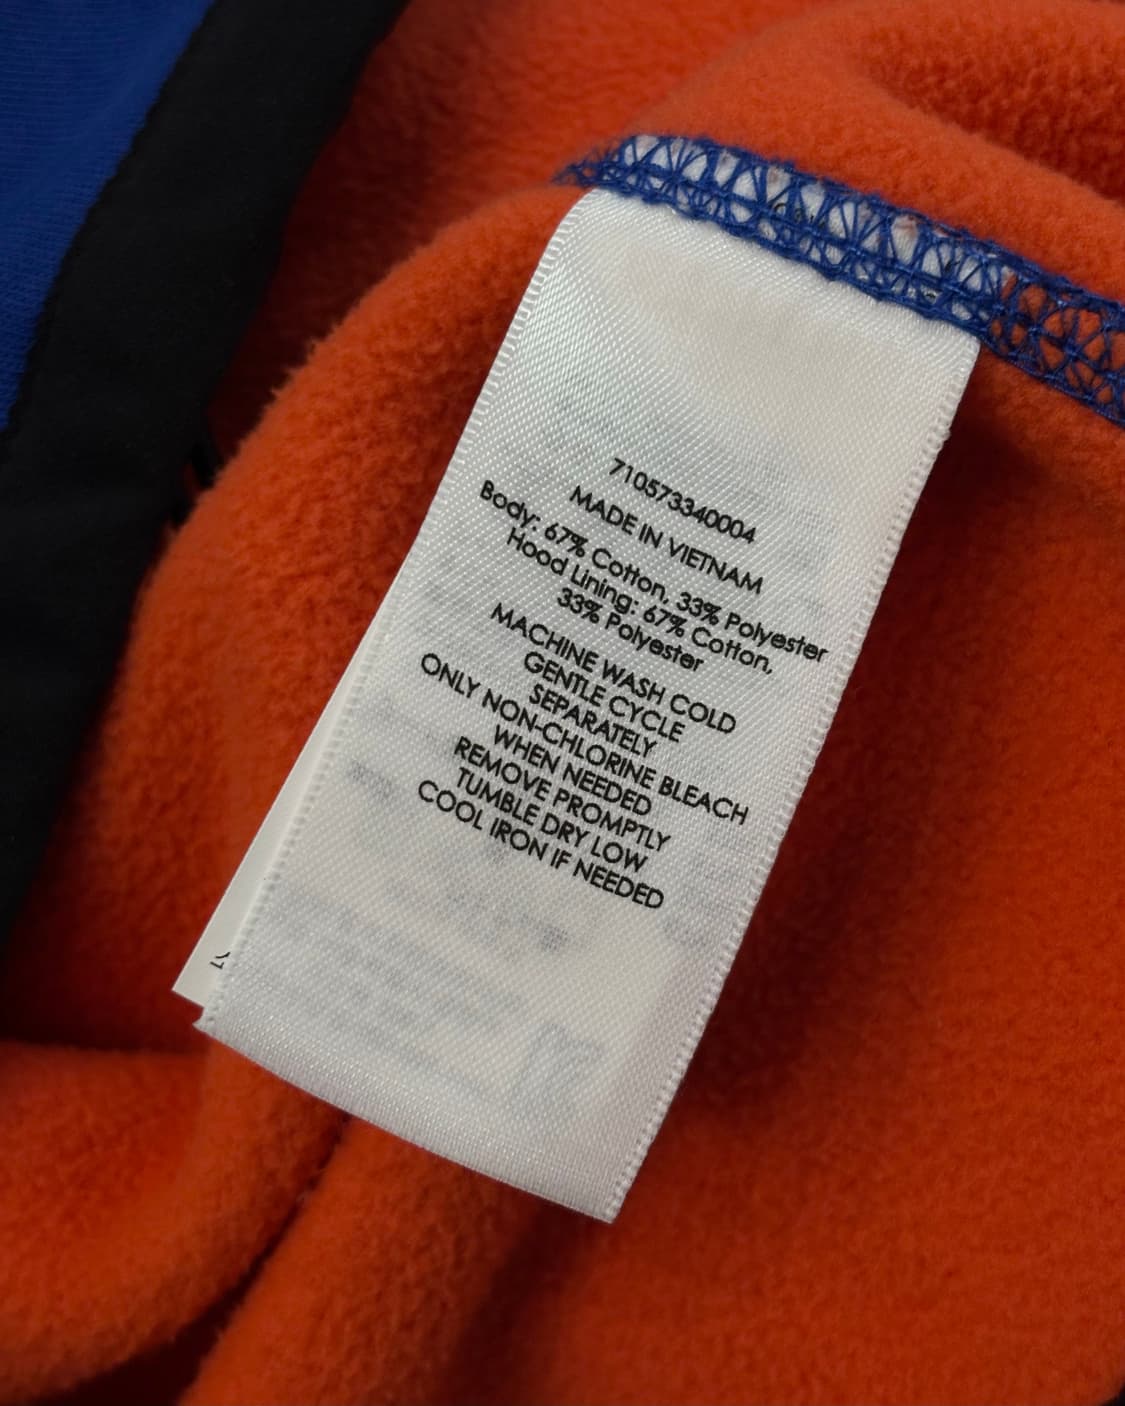 710573340004
MADE IN VIETNAM
Body: 67% Cotton, 33% Polyester
Hood Lining: 67% Cotton,
33% Polyester
MACHINE WASH COLD
GENTLE CYCLE
SEPARATELY
ONLY NON-CHLORINE BLEACH
WHEN NEEDED
REMOVE PROMPTLY
TUMBLE DRY LOW
COOL IRON IF NEEDED